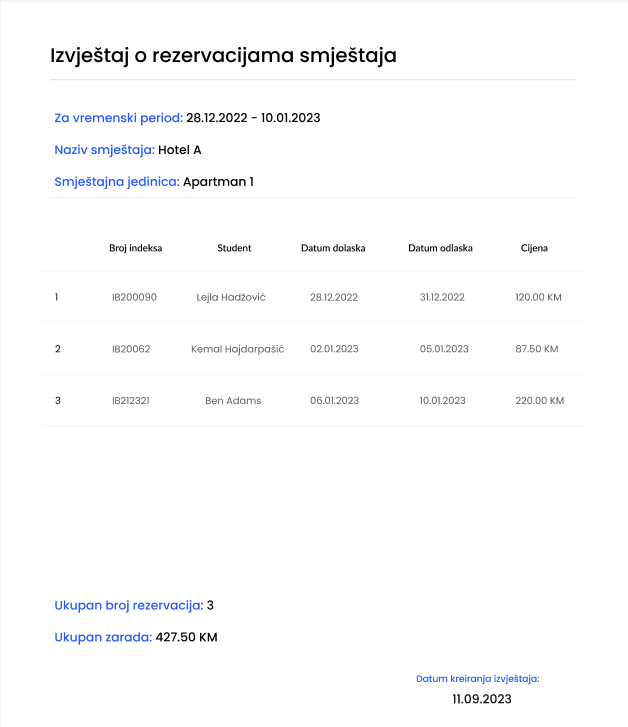 Izvještaj o rezervacijama smještaja
Za vremenski period: 28.12.2022 - 10.01.2023
Naziv smještaja: Hotel A
Smještajna jedinica: Apartman 1
Broj indeksa Student Datum dolaska Datum odlaska Cijena
1 IB200090 Lejla Hadžović 28.12.2022 31.12.2022 120.00 KM
2 IB20062 Kemal Hajdarpašić 02.01.2023 05.01.2023 87.50 KM
3 IB212321 Ben Adams 06.01.2023 10.01.2023 220.00 KM
Ukupan broj rezervacija: 3
Ukupan zarada: 427.50 KM
Datum kreiranja izvještaja:
11.09.2023